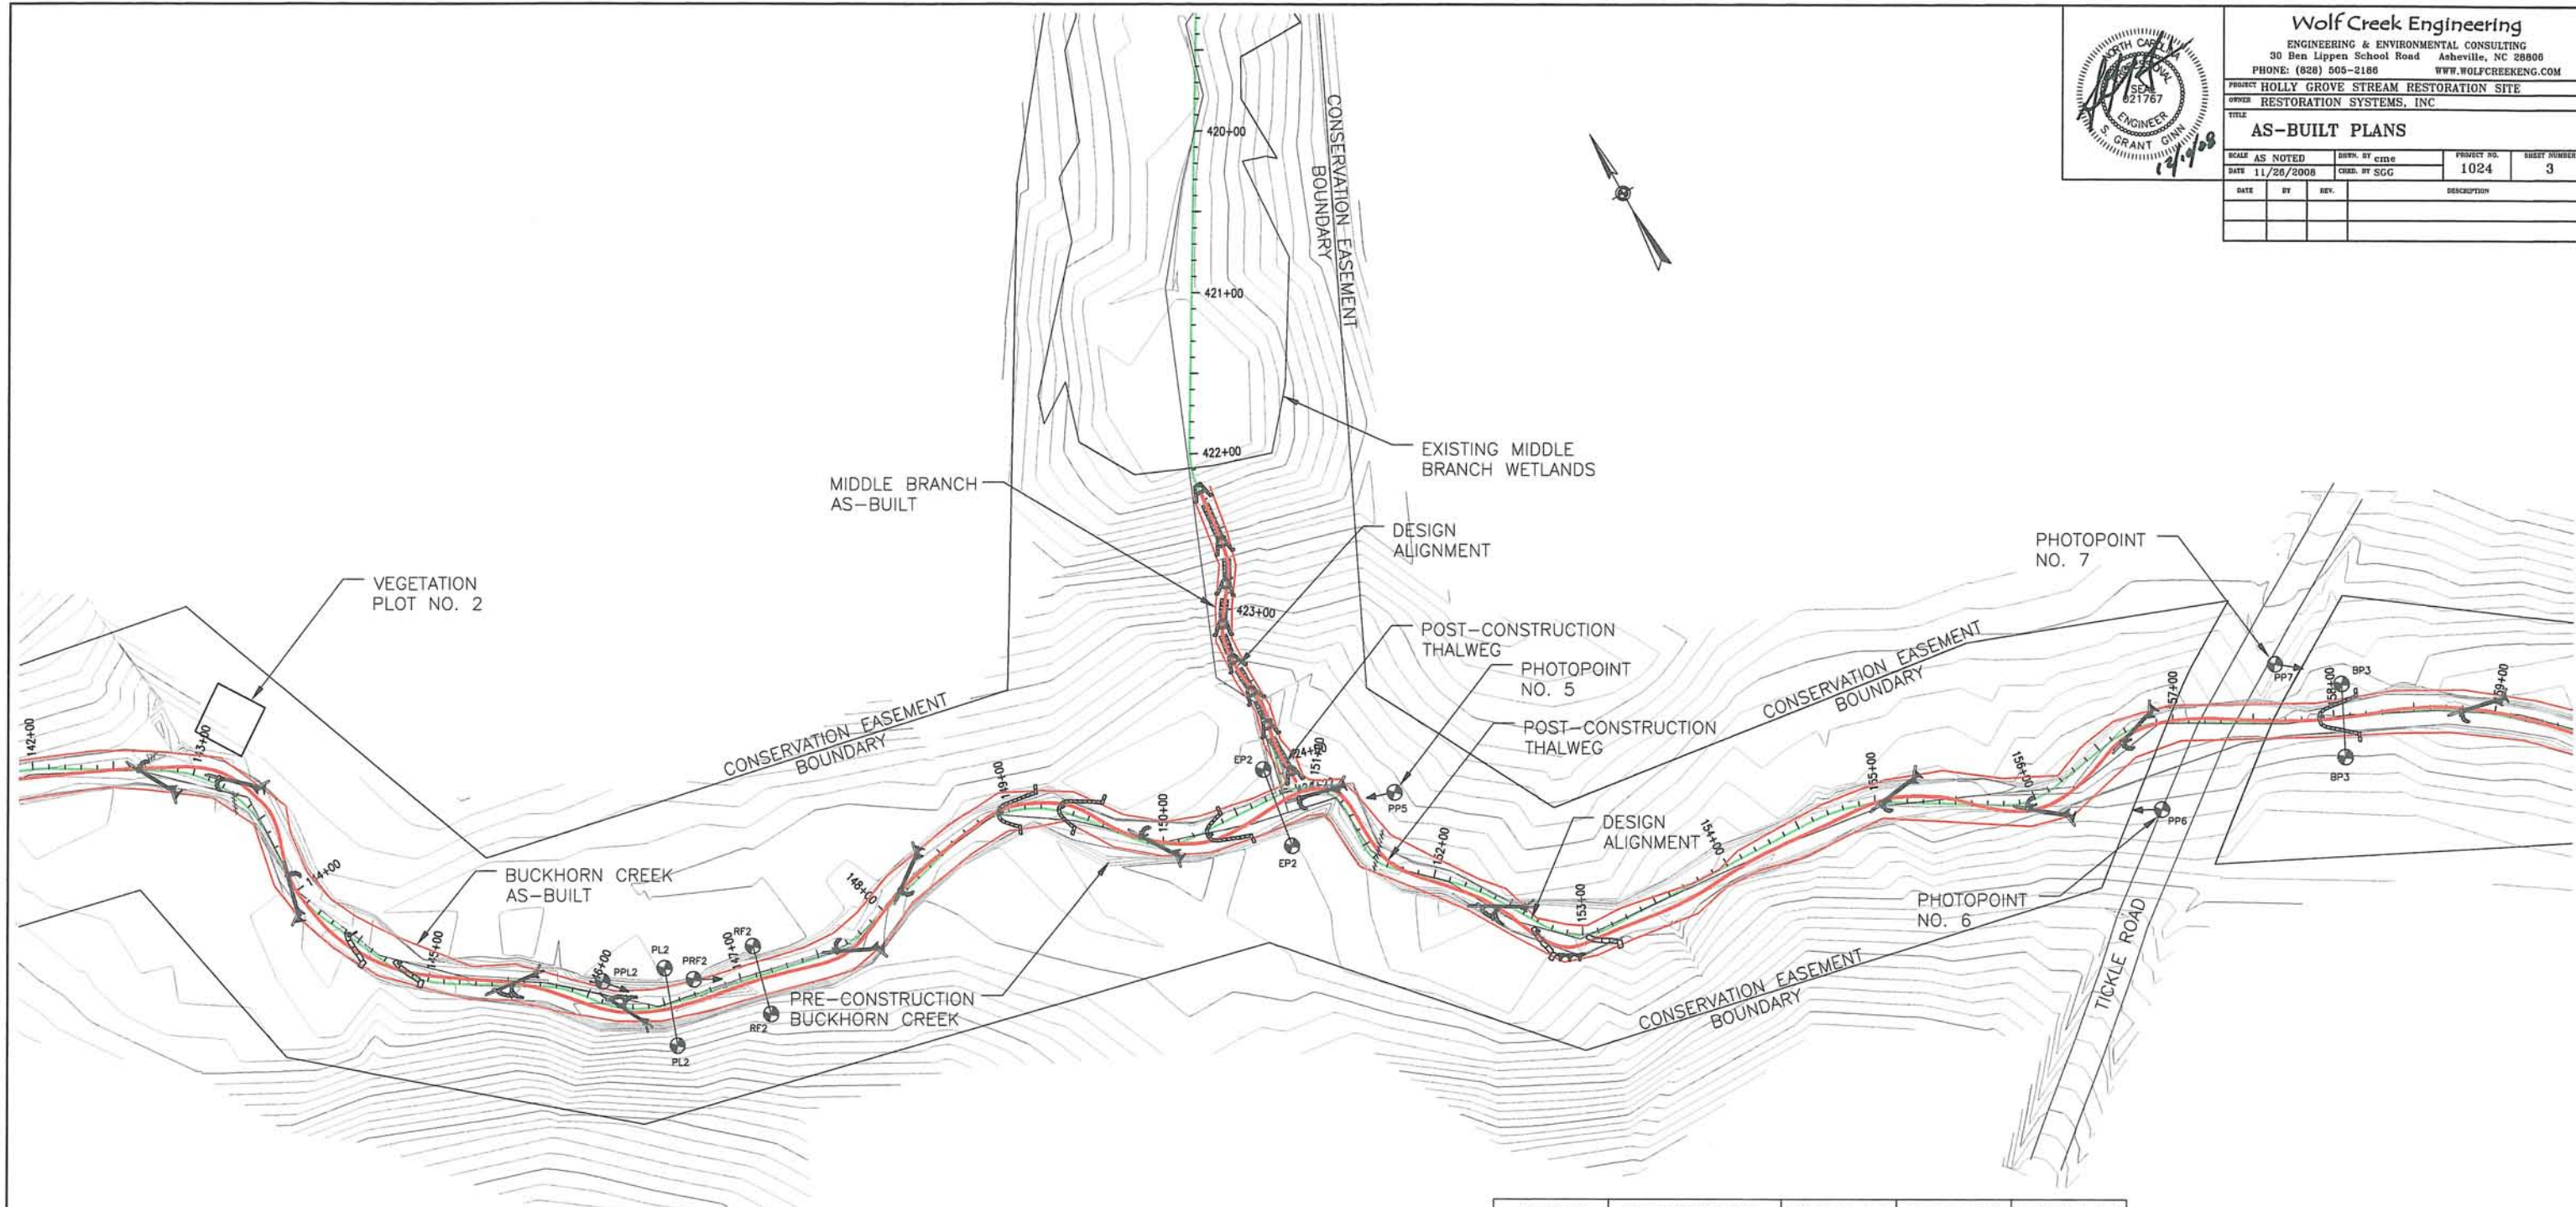 Wolf Creek Engineering
ENGINEERING & ENVIRONMENTAL CONSULTING
30 Ben Lippen School Road Asheville, NC 28806
PHONE: (828) 505-2186 WWW.WOLFCREEKENG.COM
PROJECT HOLLY GROVE STREAM RESTORATION SITE
OWNER RESTORATION SYSTEMS, INC
TITLE
AS-BUILT PLANS
SCALE AS NOTED
DRWN. BY cme
PROJECT NO.
1024
SHEET NUMBER
3
DATE 11/26/2008
CHKD. BY SGG
DATE BY REV. DESCRIPTION
NORTH CAROLINA
PROFESSIONAL
SEAL
021767
ENGINEER
S. GRANT GINN
420+00
CONSERVATION EASEMENT
BOUNDARY
421+00
422+00
EXISTING MIDDLE
BRANCH WETLANDS
MIDDLE BRANCH
AS-BUILT
DESIGN
ALIGNMENT
423+00
PHOTOPOINT
NO. 7
VEGETATION
PLOT NO. 2
POST-CONSTRUCTION
THALWEG
PHOTOPOINT
NO. 5
POST-CONSTRUCTION
THALWEG
CONSERVATION EASEMENT
BOUNDARY
CONSERVATION EASEMENT
BOUNDARY
142+00
143+00
144+00
145+00
146+00
147+00
148+00
149+00
150+00
151+00
424+00
152+00
153+00
154+00
155+00
156+00
157+00
158+00
159+00
PP7
BP3
BP3
EP2
EP2
PP5
PP6
DESIGN
ALIGNMENT
BUCKHORN CREEK
AS-BUILT
PHOTOPOINT
NO. 6
PPL2
PL2
PRF2
RF2
PL2
RF2
PRE-CONSTRUCTION
BUCKHORN CREEK
CONSERVATION EASEMENT
BOUNDARY
TICKLE ROAD